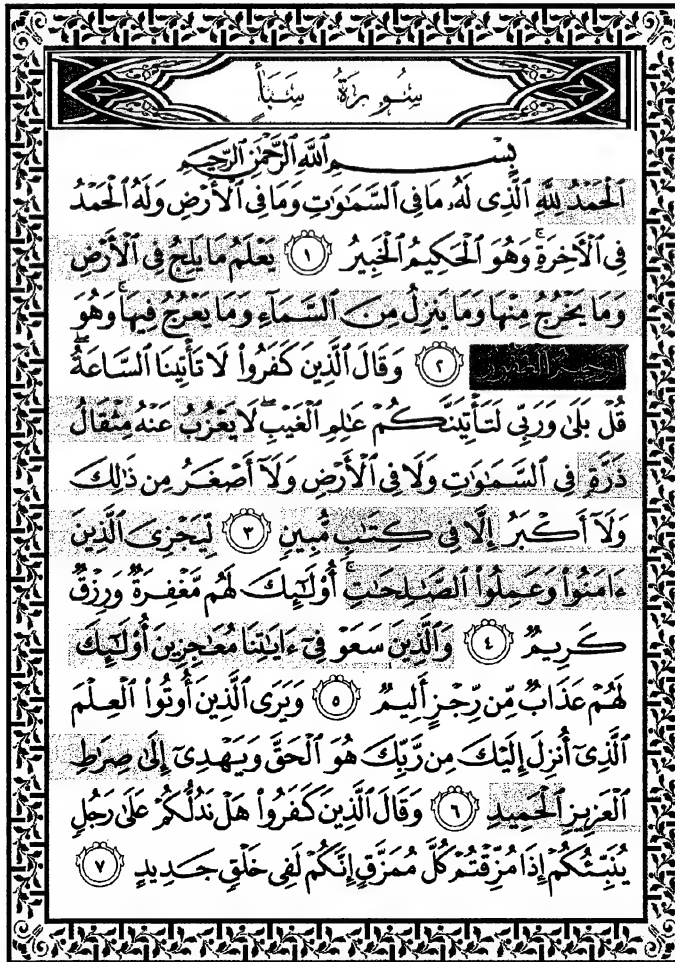 سُورَةُ سَبَأٍ
بِسْمِ ٱللَّهِ ٱلرَّحْمَٰنِ ٱلرَّحِيمِ
ٱلْحَمْدُ لِلَّهِ ٱلَّذِى لَهُۥ مَا فِى ٱلسَّمَٰوَٰتِ وَمَا فِى ٱلْأَرْضِ وَلَهُ ٱلْحَمْدُ
فِى ٱلْأَخِرَةِ ۚ وَهُوَ ٱلْحَكِيمُ ٱلْخَبِيرُ ١ يَعْلَمُ مَا يَلِجُ فِى ٱلْأَرْضِ
وَمَا يَخْرُجُ مِنْهَا وَمَا يَنزِلُ مِنَ ٱلسَّمَآءِ وَمَا يَعْرُجُ فِيهَا ۚ وَهُوَ
ٱلرَّحِيمُ ٱلْغَفُورُ ٢ وَقَالَ ٱلَّذِينَ كَفَرُوا۟ لَا تَأْتِينَا ٱلسَّاعَةُ ۖ
قُلْ بَلَىٰ وَرَبِّى لَتَأْتِيَنَّكُمْ عَٰلِمِ ٱلْغَيْبِ ۖ لَا يَعْزُبُ عَنْهُ مِثْقَالُ
ذَرَّةٍ فِى ٱلسَّمَٰوَٰتِ وَلَا فِى ٱلْأَرْضِ وَلَآ أَصْغَرُ مِن ذَٰلِكَ
وَلَآ أَكْبَرُ إِلَّا فِى كِتَٰبٍ مُّبِينٍ ٣ لِّيَجْزِىَ ٱلَّذِينَ
ءَامَنُوا۟ وَعَمِلُوا۟ ٱلصَّٰلِحَٰتِ ۚ أُو۟لَٰٓئِكَ لَهُم مَّغْفِرَةٌ وَرِزْقٌ
كَرِيمٌ ٤ وَٱلَّذِينَ سَعَوْ فِىٓ ءَايَٰتِنَا مُعَٰجِزِينَ أُو۟لَٰٓئِكَ
لَهُمْ عَذَابٌ مِّن رِّجْزٍ أَلِيمٌ ٥ وَيَرَى ٱلَّذِينَ أُوتُوا۟ ٱلْعِلْمَ
ٱلَّذِىٓ أُنزِلَ إِلَيْكَ مِن رَّبِّكَ هُوَ ٱلْحَقَّ وَيَهْدِىٓ إِلَىٰ صِرَٰطِ
ٱلْعَزِيزِ ٱلْحَمِيدِ ٦ وَقَالَ ٱلَّذِينَ كَفَرُوا۟ هَلْ نَدُلُّكُمْ عَلَىٰ رَجُلٍ
يُنَبِّئُكُمْ إِذَا مُزِّقْتُمْ كُلَّ مُمَزَّقٍ إِنَّكُمْ لَفِى خَلْقٍ جَدِيدٍ ٧